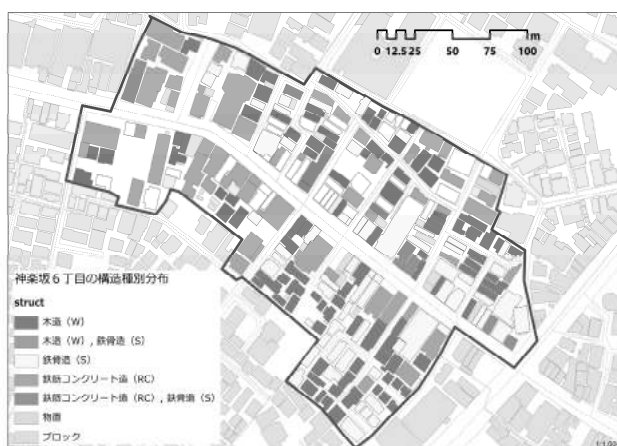 m
0 12.5 25 50 75 100
神楽坂６丁目の構造種別分布
struct
木造（W）
木造（W）, 鉄骨造（S）
鉄骨造（S）
鉄筋コンクリート造（RC）
鉄筋コンクリート造（RC）, 鉄骨造（S）
物置
ブロック